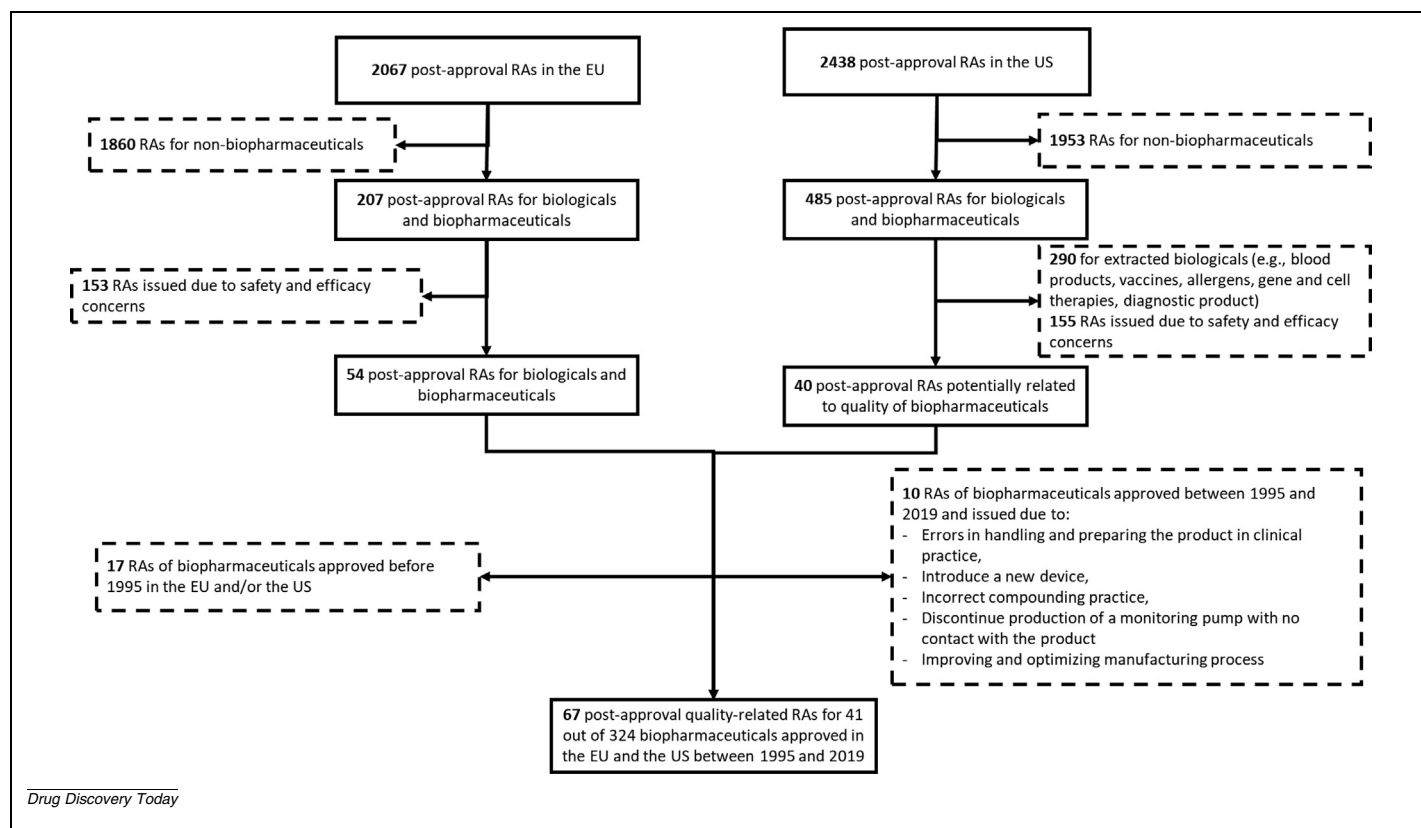 2067 post-approval RAs in the EU
2438 post-approval RAs in the US
1860 RAs for non-biopharmaceuticals
1953 RAs for non-biopharmaceuticals
207 post-approval RAs for biologicals
and biopharmaceuticals
485 post-approval RAs for biologicals
and biopharmaceuticals
153 RAs issued due to safety and efficacy
concerns
290 for extracted biologicals (e.g., blood
products, vaccines, allergens, gene and cell
therapies, diagnostic product)
155 RAs issued due to safety and efficacy
concerns
54 post-approval RAs for biologicals and
biopharmaceuticals
40 post-approval RAs potentially related
to quality of biopharmaceuticals
10 RAs of biopharmaceuticals approved between 1995 and
2019 and issued due to:
- Errors in handling and preparing the product in clinical
practice,
- Introduce a new device,
- Incorrect compounding practice,
- Discontinue production of a monitoring pump with no
contact with the product
- Improving and optimizing manufacturing process
17 RAs of biopharmaceuticals approved before
1995 in the EU and/or the US
67 post-approval quality-related RAs for 41
out of 324 biopharmaceuticals approved in
the EU and the US between 1995 and 2019
Drug Discovery Today